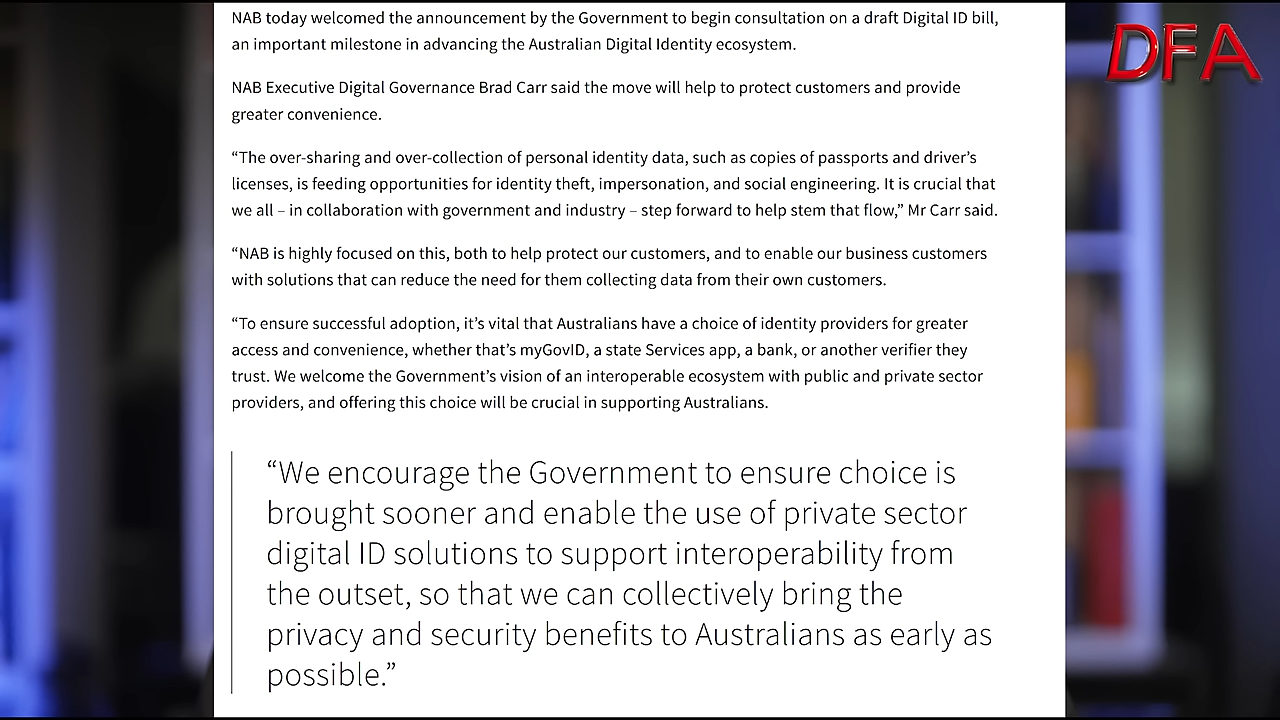 NAB today welcomed the announcement by the Government to begin consultation on a draft Digital ID bill,
an important milestone in advancing the Australian Digital Identity ecosystem.
NAB Executive Digital Governance Brad Carr said the move will help to protect customers and provide
greater convenience.
“The over-sharing and over-collection of personal identity data, such as copies of passports and driver’s
licenses, is feeding opportunities for identity theft, impersonation, and social engineering. It is crucial that
we all – in collaboration with government and industry – step forward to help stem that flow,” Mr Carr said.
“NAB is highly focused on this, both to help protect our customers, and to enable our business customers
with solutions that can reduce the need for them collecting data from their own customers.
“To ensure successful adoption, it’s vital that Australians have a choice of identity providers for greater
access and convenience, whether that’s myGovID, a state Services app, a bank, or another verifier they
trust. We welcome the Government’s vision of an interoperable ecosystem with public and private sector
providers, and offering this choice will be crucial in supporting Australians.
“We encourage the Government to ensure choice is
brought sooner and enable the use of private sector
digital ID solutions to support interoperability from
the outset, so that we can collectively bring the
privacy and security benefits to Australians as early as
possible.”
DFA